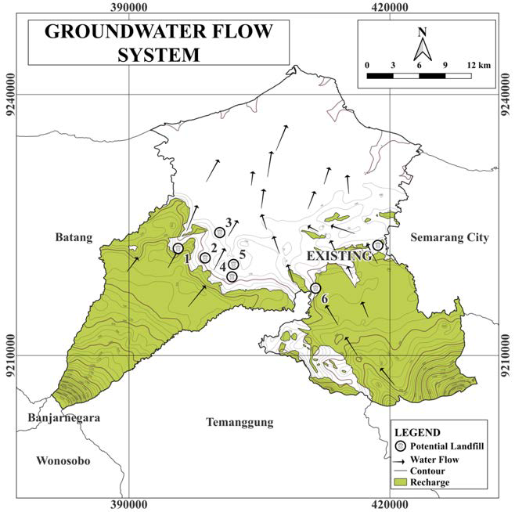 390000
420000
GROUNDWATER FLOW
SYSTEM
N
0 3 6 9 12 km
9240000
9240000
3
Batang
Semarang City
1
2
5
EXISTING
4
6
9210000
9210000
Banjarnegara
Temanggung
Wonosobo
LEGEND
Potential Landfill
Water Flow
Contour
Recharge
390000
420000